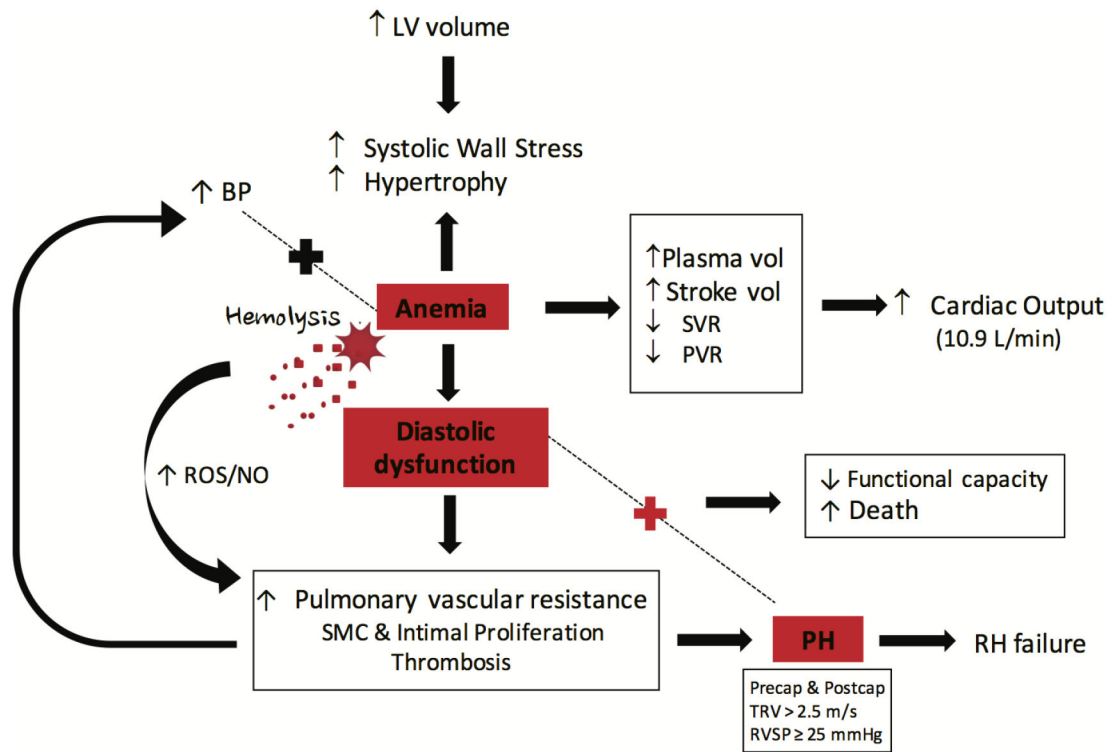 ↑ LV volume
↑ Systolic Wall Stress
↑ Hypertrophy
↑ BP
Hemolysis
Anemia
↑Plasma vol
↑ Stroke vol
↓ SVR
↓ PVR
↑ Cardiac Output
(10.9 L/min)
Diastolic
dysfunction
↑ ROS/NO
↓ Functional capacity
↑ Death
↑ Pulmonary vascular resistance
SMC & Intimal Proliferation
Thrombosis
PH
RH failure
Precap & Postcap
TRV > 2.5 m/s
RVSP ≥ 25 mmHg